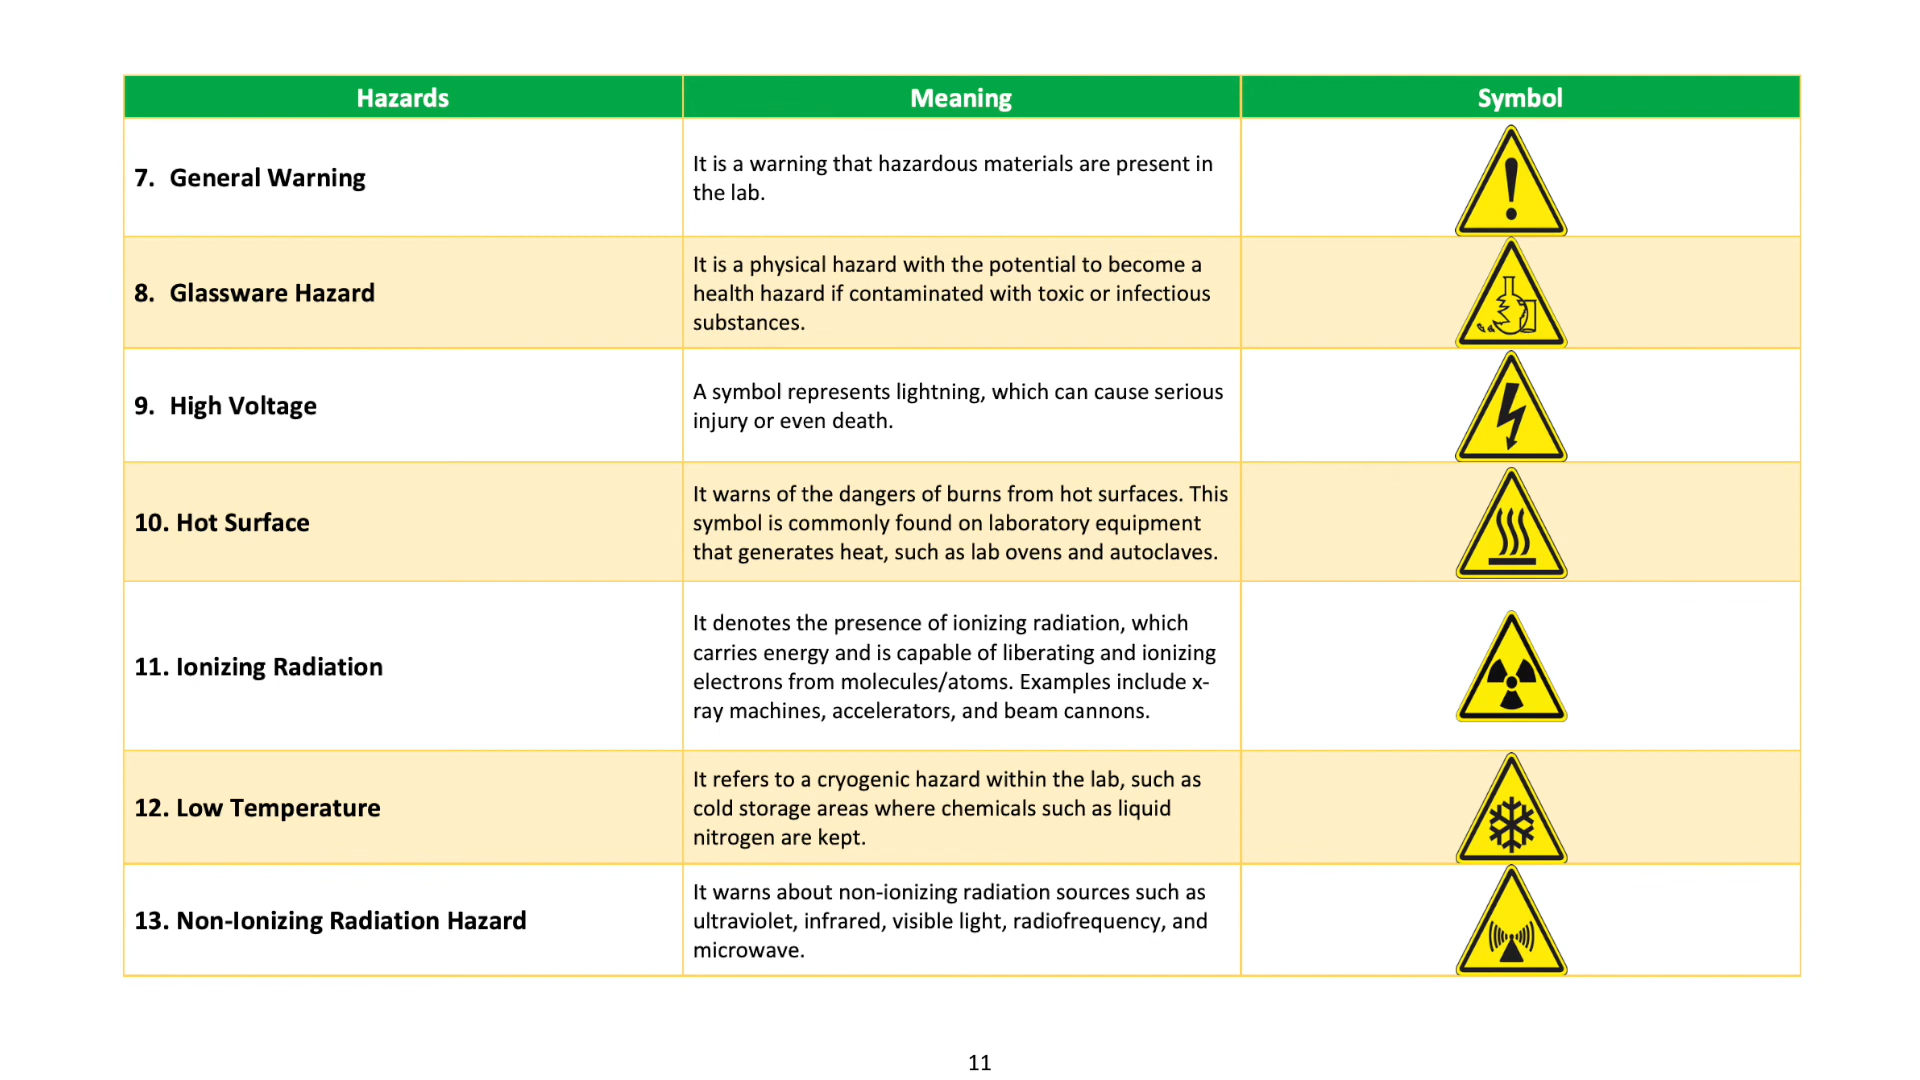 Hazards
Meaning
Symbol
7. General Warning
It is a warning that hazardous materials are present in
the lab.
8. Glassware Hazard
It is a physical hazard with the potential to become a
health hazard if contaminated with toxic or infectious
substances.
9. High Voltage
A symbol represents lightning, which can cause serious
injury or even death.
10. Hot Surface
It warns of the dangers of burns from hot surfaces. This
symbol is commonly found on laboratory equipment
that generates heat, such as lab ovens and autoclaves.
11. Ionizing Radiation
It denotes the presence of ionizing radiation, which
carries energy and is capable of liberating and ionizing
electrons from molecules/atoms. Examples include x-
ray machines, accelerators, and beam cannons.
12. Low Temperature
It refers to a cryogenic hazard within the lab, such as
cold storage areas where chemicals such as liquid
nitrogen are kept.
13. Non-Ionizing Radiation Hazard
It warns about non-ionizing radiation sources such as
ultraviolet, infrared, visible light, radiofrequency, and
microwave.
11